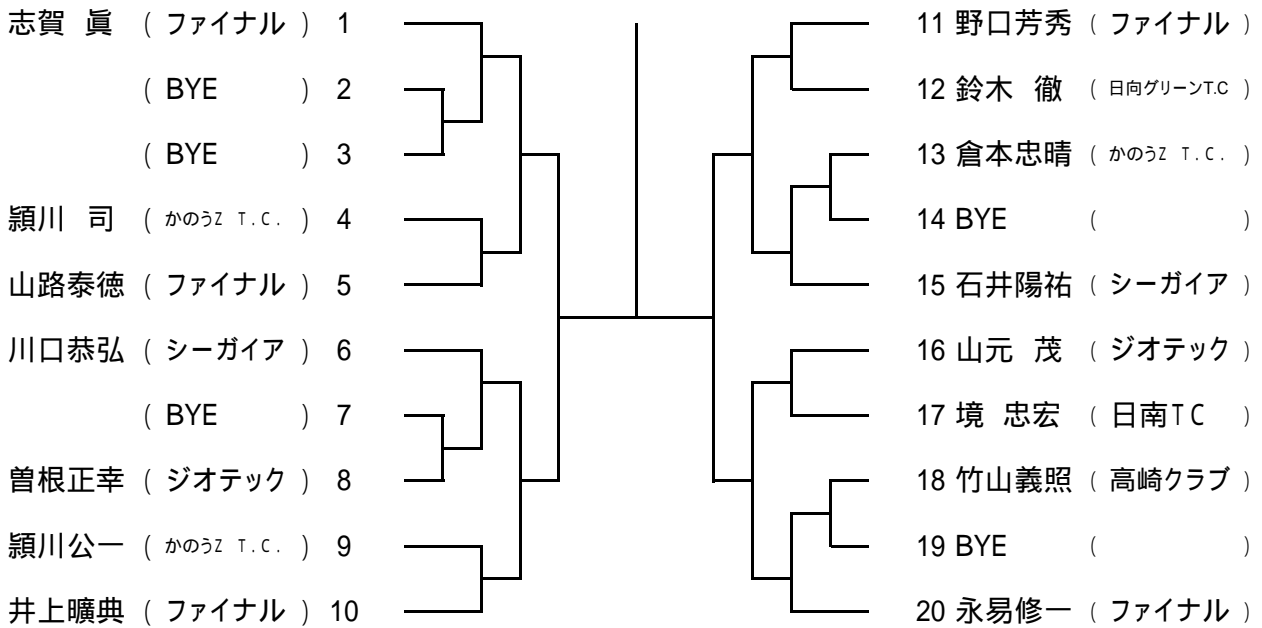 志賀 眞 ( ファイナル ) 1
( BYE ) 2
( BYE ) 3
頴川 司 ( かのうZ T.C. ) 4
山路泰徳 ( ファイナル ) 5
川口恭弘 ( シーガイア ) 6
( BYE ) 7
曽根正幸 ( ジオテック ) 8
頴川公一 ( かのうZ T.C. ) 9
井上曠典 ( ファイナル ) 10
11 野口芳秀 ( ファイナル )
12 鈴木 徹 ( 日向グリーンT.C )
13 倉本忠晴 ( かのうZ T.C. )
14 BYE ( )
15 石井陽祐 ( シーガイア )
16 山元 茂 ( ジオテック )
17 境 忠宏 ( 日南TC )
18 竹山義照 ( 高崎クラブ )
19 BYE ( )
20 永易修一 ( ファイナル )